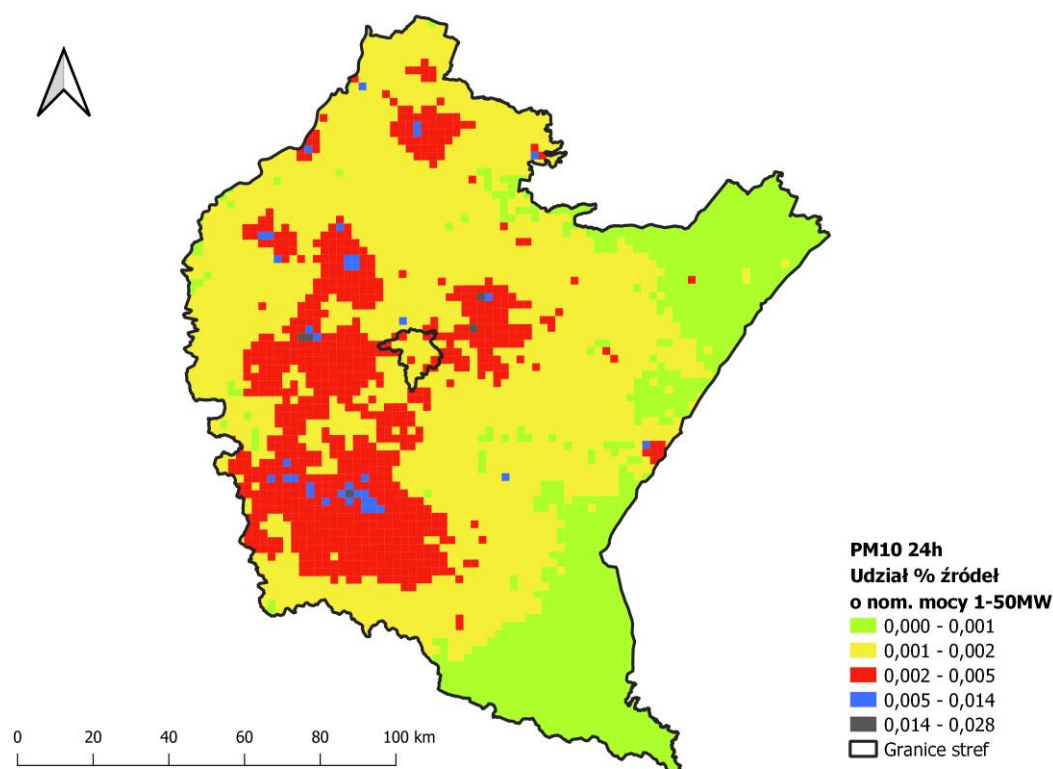 PM10 24h
Udział % źródeł
o nom. mocy 1-50MW
0,000 - 0,001
0,001 - 0,002
0,002 - 0,005
0,005 - 0,014
0,014 - 0,028
Granice stref
0 20 40 60 80 100 km